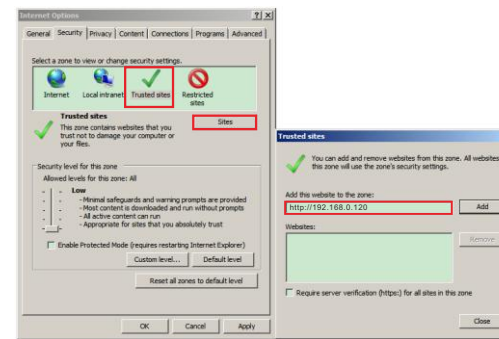 Internet Options
General Security Privacy Content Connections Programs Advanced
Select a zone to view or change security settings.
Internet Local intranet Trusted sites Restricted sites
Trusted sites
Sites
This zone contains websites that you
trust not to damage your computer or
your files.
Security level for this zone
Allowed levels for this zone: All
Low
- Minimal safeguards and warning prompts are provided
- Most content is downloaded and run without prompts
- All active content can run
- Appropriate for sites that you absolutely trust
Enable Protected Mode (requires restarting Internet Explorer)
Custom level... Default level
Reset all zones to default level
OK Cancel Apply
Trusted sites
You can add and remove websites from this zone. All websites
this zone will use the zone's security settings.
Add this website to the zone:
http://192.168.0.120 Add
Websites:
Remove
Require server verification (https:) for all sites in this zone
Close